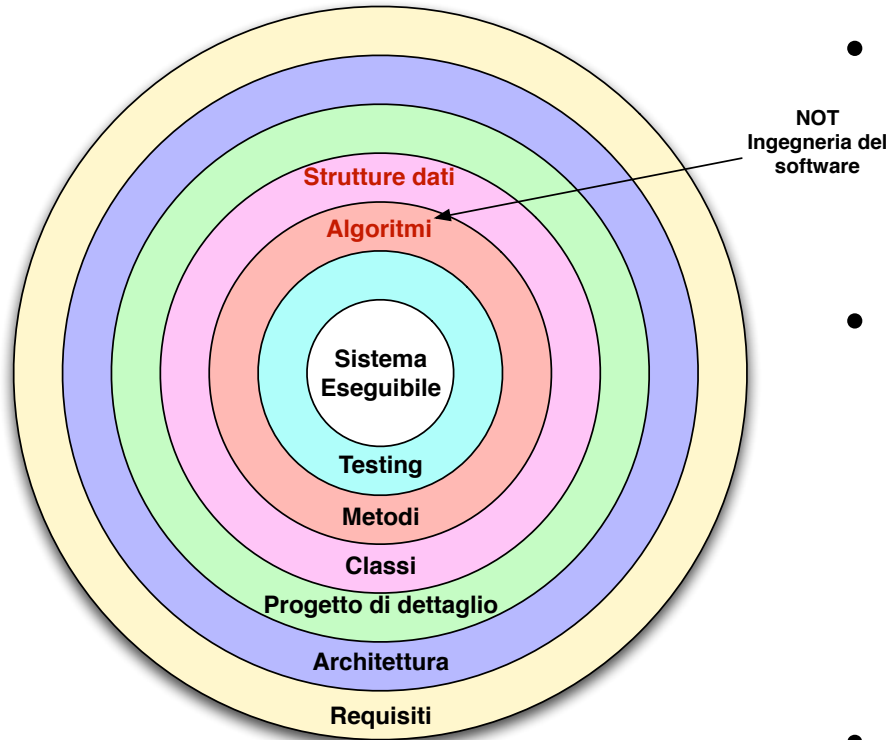 NOT
Ingegneria del
software
Strutture dati
Algoritmi
Sistema
Eseguibile
Testing
Metodi
Classi
Progetto di dettaglio
Architettura
Requisiti